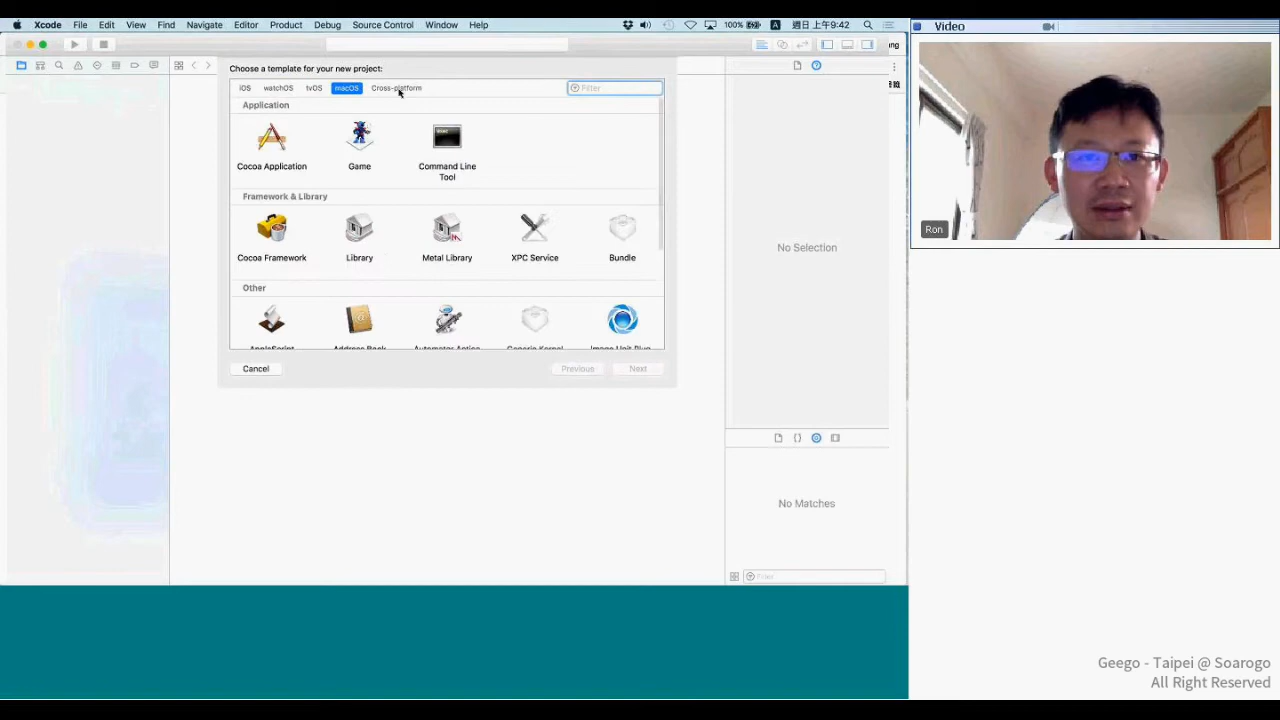 Xcode File Edit View Find Navigate Editor Product Debug Source Control Window Help 100% A 週日 上午9:42
ang
Choose a template for your new project:
iOS watchOS tvOS macOS Cross-platform Filter
Application
Cocoa Application Game Command Line
Tool
Framework & Library
Cocoa Framework Library Metal Library XPC Service Bundle
Other
Cancel Previous Next
No Selection
No Matches
Filter
Video
Ron
exec
Geego - Taipei @ Soarogo
All Right Reserved